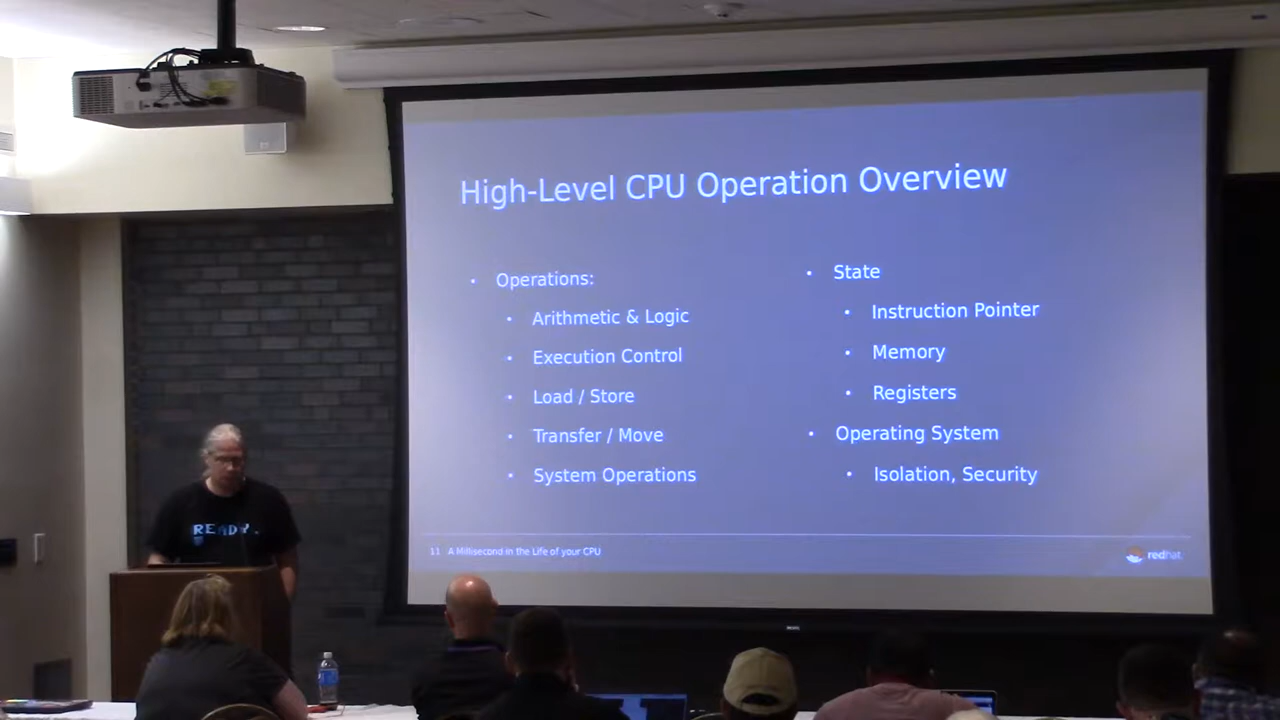 High-Level CPU Operation Overview
• Operations:
• Arithmetic & Logic
• Execution Control
• Load / Store
• Transfer / Move
• System Operations
• State
• Instruction Pointer
• Memory
• Registers
• Operating System
• Isolation, Security
11 A Millisecond in the Life of your CPU
redhat.
READY.